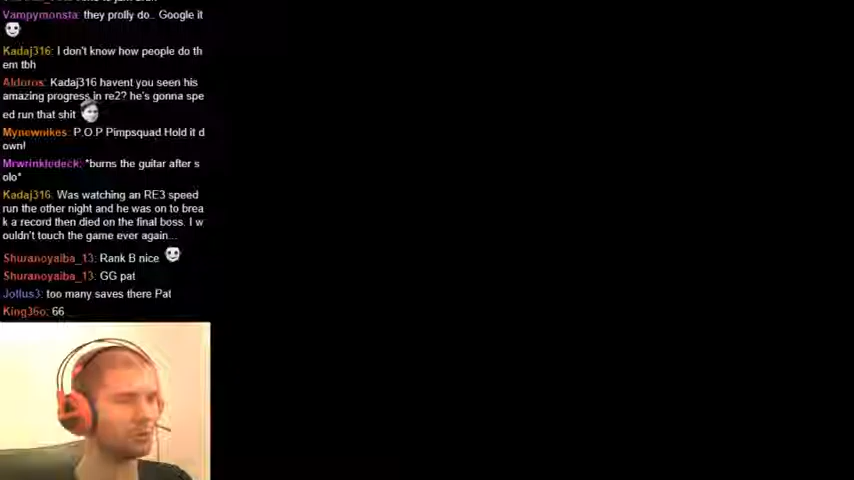 Vampymonsta: they prolly do.. Google it
Kadaj316: I don't know how people do th
em tbh
Aldoros: Kadaj316 havent you seen his
amazing progress in re2? he's gonna spe
ed run that shit
Mynewnikes: P.O.P Pimpsquad Hold it d
own!
Mrwrinkledeck: *burns the guitar after s
olo*
Kadaj316: Was watching an RE3 speed
run the other night and he was on to brea
k a record then died on the final boss. I w
ouldn't touch the game ever again...
Shuranoyaiba_13: Rank B nice
Shuranoyaiba_13: GG pat
Jotlus3: too many saves there Pat
King36o: 66